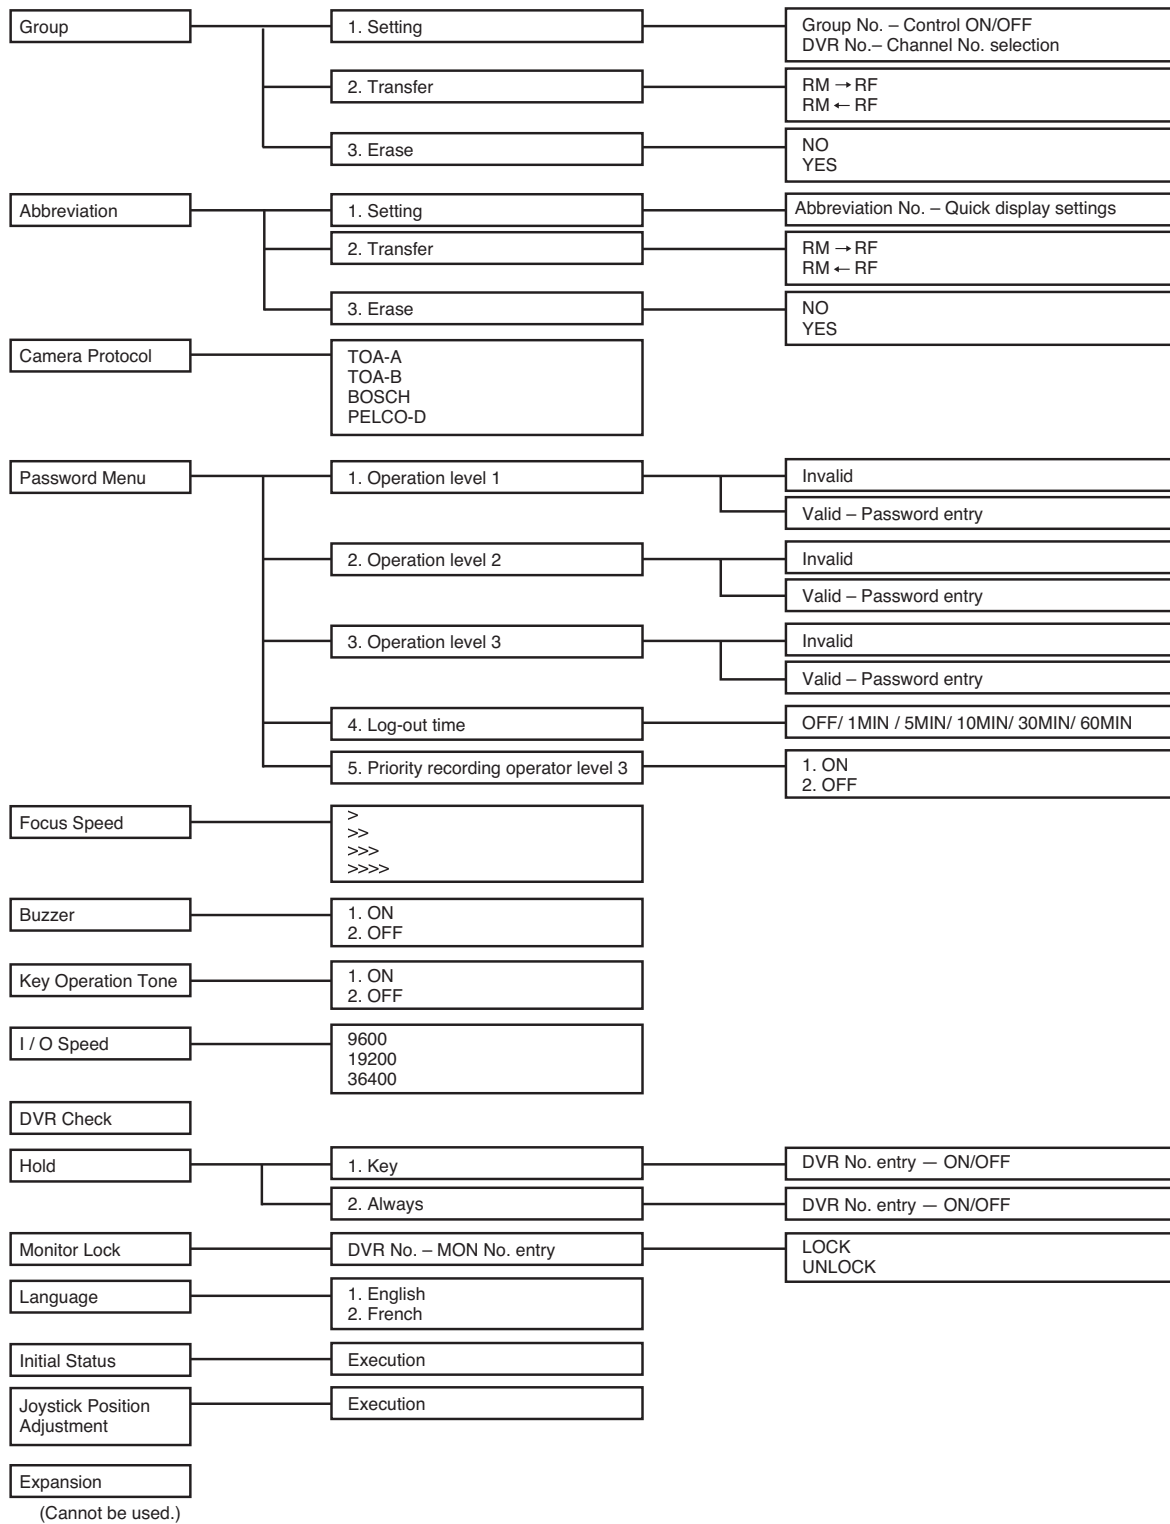 Group
1. Setting
Group No. – Control ON/OFF
DVR No.– Channel No. selection
2. Transfer
RM → RF
RM ← RF
3. Erase
NO
YES
Abbreviation
1. Setting
Abbreviation No. – Quick display settings
2. Transfer
RM → RF
RM ← RF
3. Erase
NO
YES
Camera Protocol
TOA-A
TOA-B
BOSCH
PELCO-D
Password Menu
1. Operation level 1
Invalid
Valid – Password entry
2. Operation level 2
Invalid
Valid – Password entry
3. Operation level 3
Invalid
Valid – Password entry
4. Log-out time
OFF/ 1MIN / 5MIN/ 10MIN/ 30MIN/ 60MIN
5. Priority recording operator level 3
1. ON
2. OFF
Focus Speed
>
>>
>>>
>>>>
Buzzer
1. ON
2. OFF
Key Operation Tone
1. ON
2. OFF
I / O Speed
9600
19200
36400
DVR Check
Hold
1. Key
DVR No. entry — ON/OFF
2. Always
DVR No. entry — ON/OFF
Monitor Lock
DVR No. – MON No. entry
LOCK
UNLOCK
Language
1. English
2. French
Initial Status
Execution
Joystick Position
Adjustment
Execution
Expansion
(Cannot be used.)